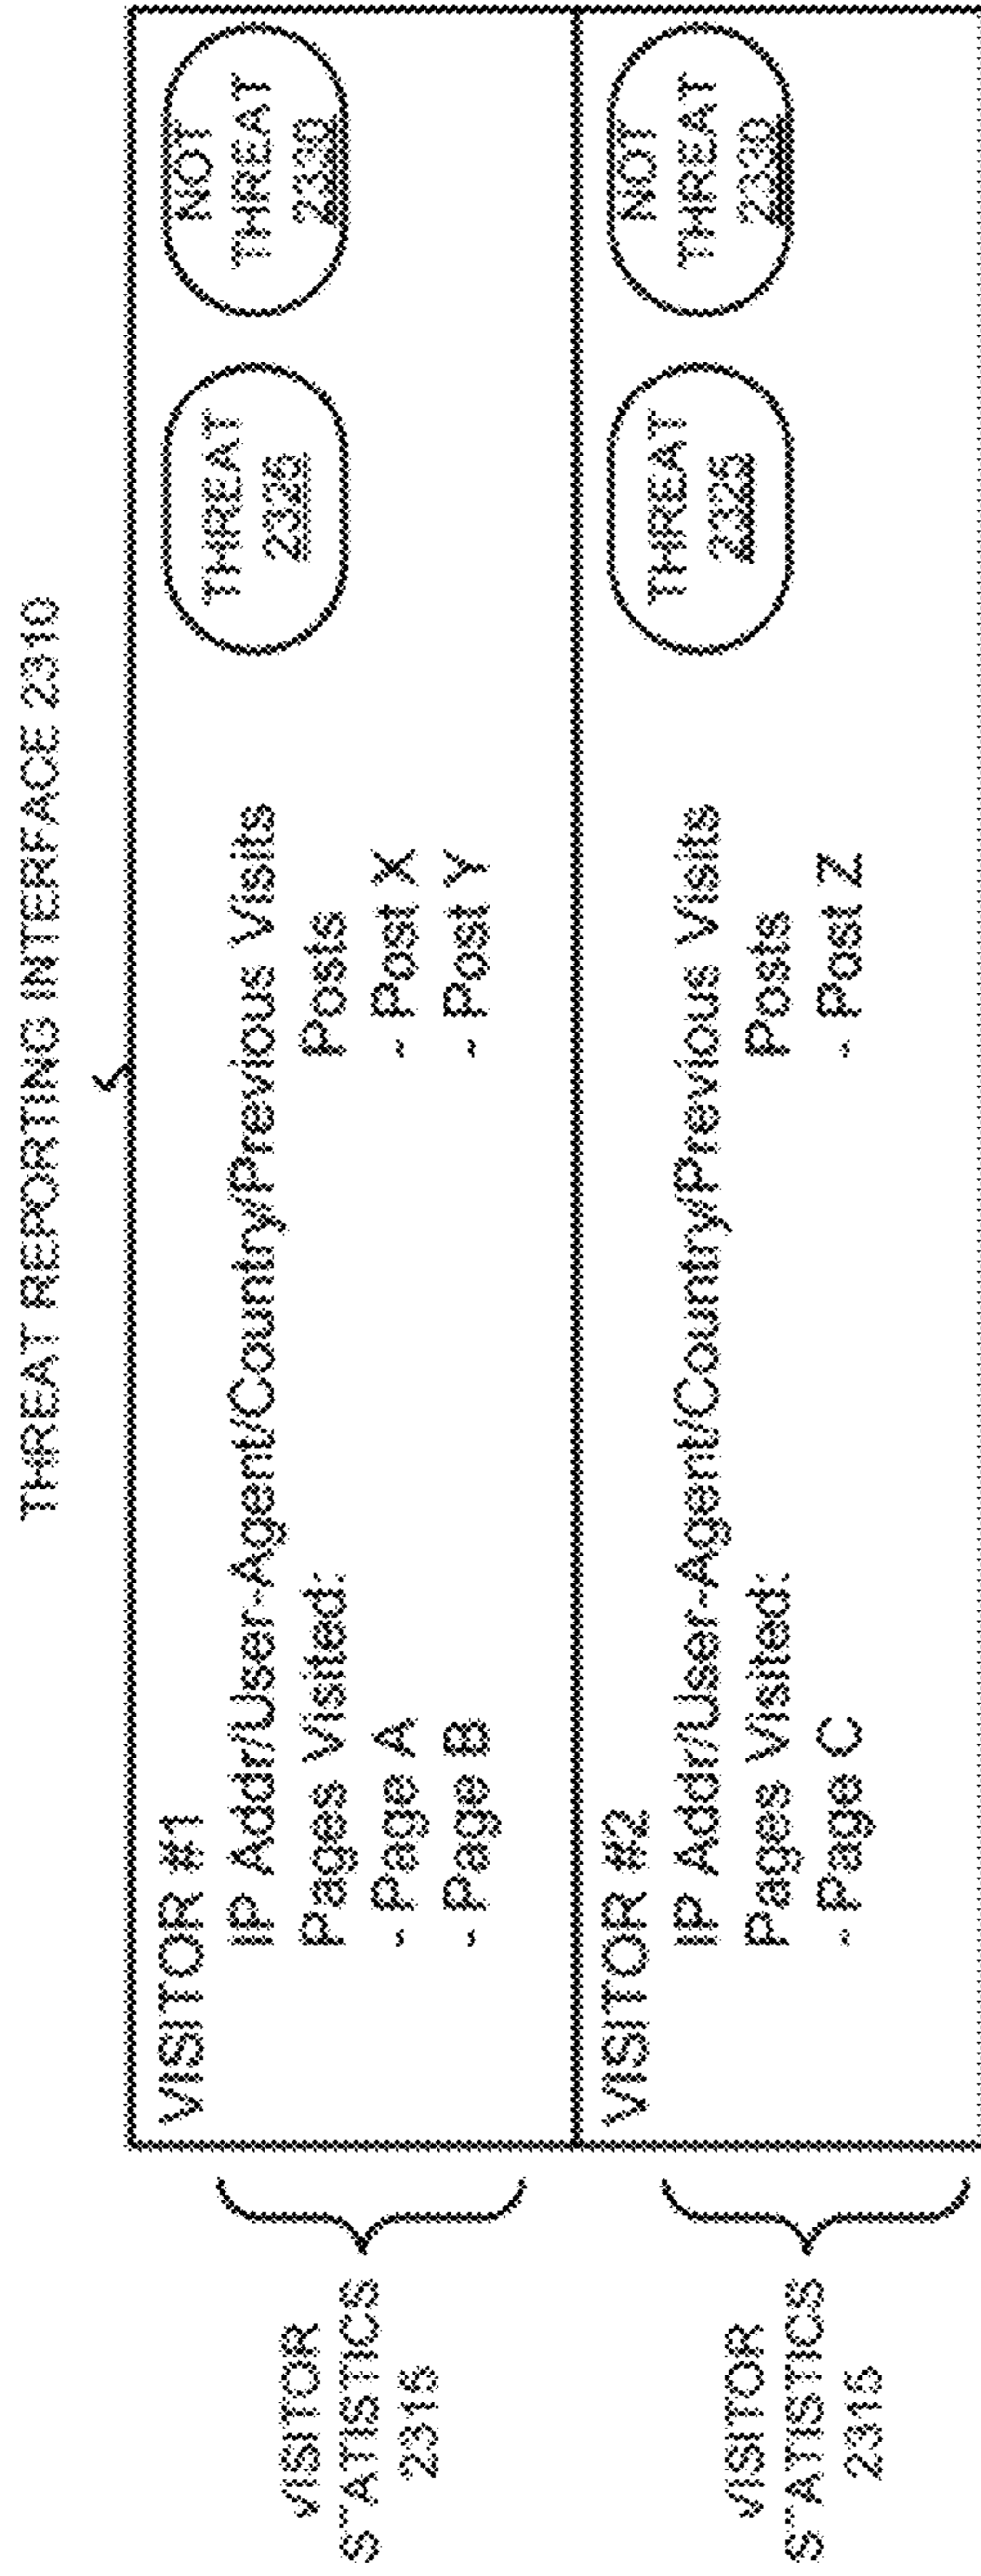 THREAT REPORTING INTERFACE 2310
VISITOR #1
IP Addr/User-Agent/Country/Previous Visits
Pages Visited:
- Page A
- Page B
Posts
- Post X
- Post Y
THREAT
2325
NOT
THREAT
2330
VISITOR
STATISTICS
2315
VISITOR #2
IP Addr/User-Agent/Country/Previous Visits
Pages Visited:
- Page C
Posts
- Post Z
THREAT
2325
NOT
THREAT
2330
VISITOR
STATISTICS
2315